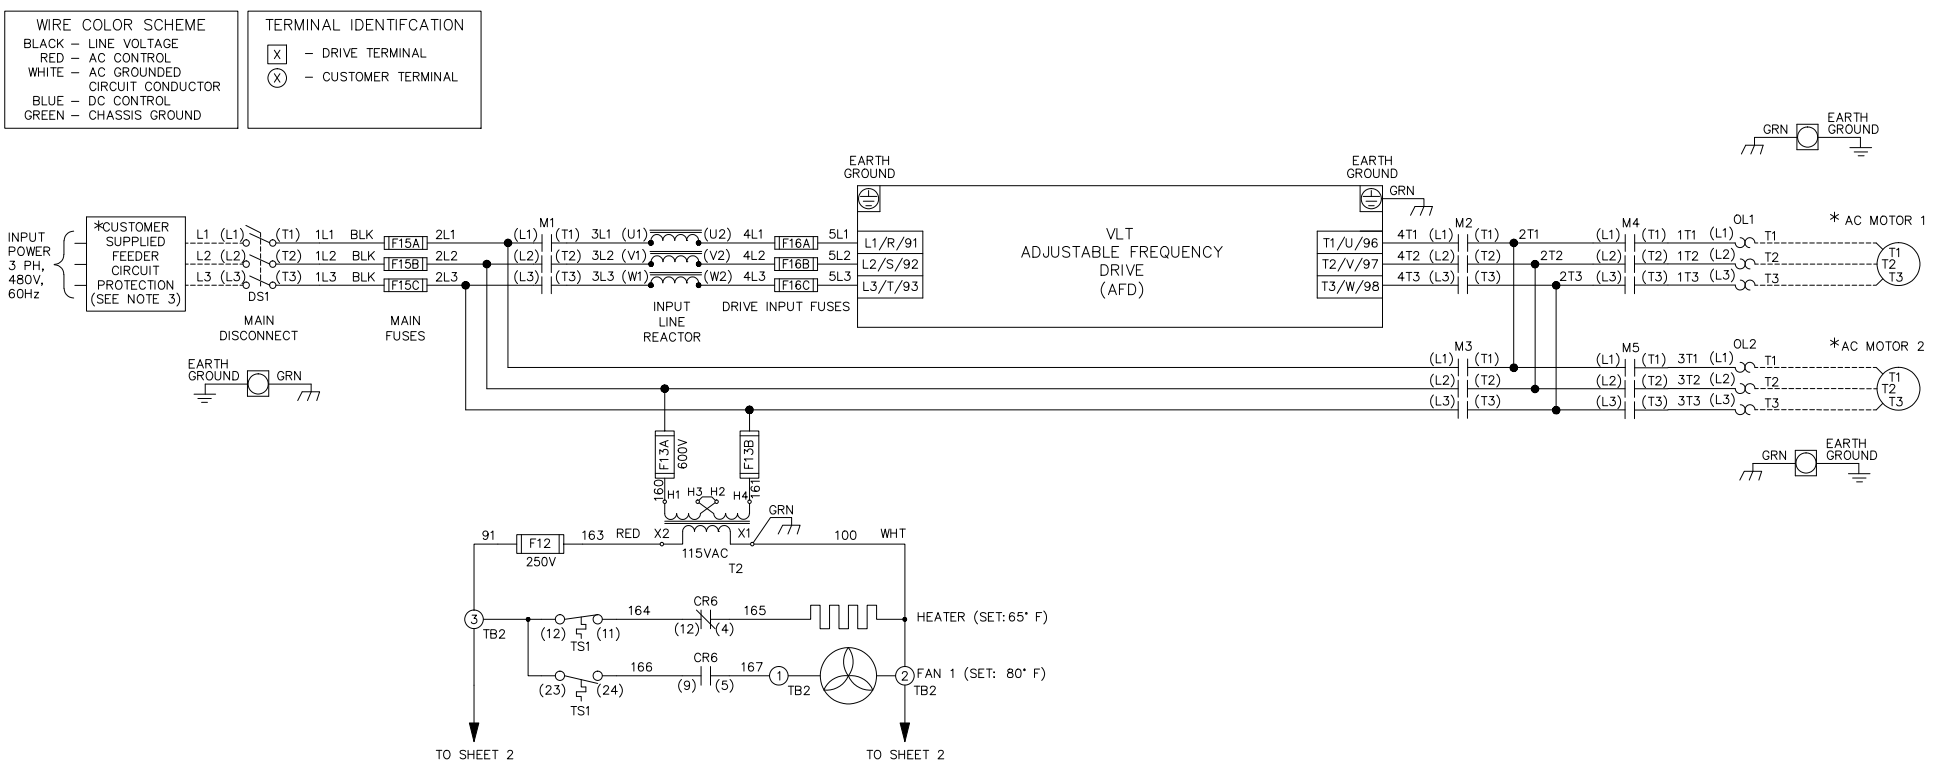 WIRE COLOR SCHEME
BLACK – LINE VOLTAGE
RED – AC CONTROL
WHITE – AC GROUNDED
CIRCUIT CONDUCTOR
BLUE – DC CONTROL
GREEN – CHASSIS GROUND
TERMINAL IDENTIFCATION
X – DRIVE TERMINAL
X – CUSTOMER TERMINAL
GRN
EARTH
GROUND
INPUT
POWER
3 PH,
480V,
60Hz
*CUSTOMER
SUPPLIED
FEEDER
CIRCUIT
PROTECTION
(SEE NOTE 3)
L1 (L1) (T1) 1L1 BLK F15A 2L1
L2 (L2) 1L2 BLK F15B 2L2
L3 (L3) (T3) 1L3 BLK F15C 2L3
DS1
MAIN
DISCONNECT
MAIN
FUSES
EARTH
GROUND
GRN
M1
(L1) (T1) 3L1 (U1) (U2) 4L1 F16A 5L1
(L2) (T2) 3L2 (V1) (V2) 4L2 F16B 5L2
(L3) (T3) 3L3 (W1) (W2) 4L3 F16C 5L3
INPUT
LINE
REACTOR
DRIVE INPUT FUSES
EARTH
GROUND
L1/R/91
L2/S/92
L3/T/93
VLT
ADJUSTABLE FREQUENCY
DRIVE
(AFD)
EARTH
GROUND
GRN
T1/U/96
T2/V/97
T3/W/98
M2
4T1 (L1) (T1) 2T1
4T2 (L2) (T2) 2T2
4T3 (L3) (T3) 2T3
M4
OL1
* AC MOTOR 1
(L1) (T1) 1T1 (L1) T1
(L2) (T2) 1T2 (L2) T2
(L3) (T3) 1T3 (L3) T3
T1
T2
T3
M3
(L1) (T1)
(L2) (T2)
(L3) (T3)
M5
OL2
*AC MOTOR 2
(L1) (T1) 3T1 (L1) T1
(L2) (T2) 3T2 (L2) T2
(L3) (T3) 3T3 (L3) T3
T1
T2
T3
GRN
EARTH
GROUND
F13A
600V
F13B
160
161
H1 H3 H2 H4
GRN
91 F12 163 RED X2 X1 100 WHT
250V
115VAC
T2
3
TB2
164 CR6 165
(12) (11) (12) (4)
TS1
HEATER (SET:65° F)
166 CR6 167 1
(23) (24) (9) (5) TB2
TS1
2 FAN 1 (SET: 80° F)
TB2
TO SHEET 2
TO SHEET 2